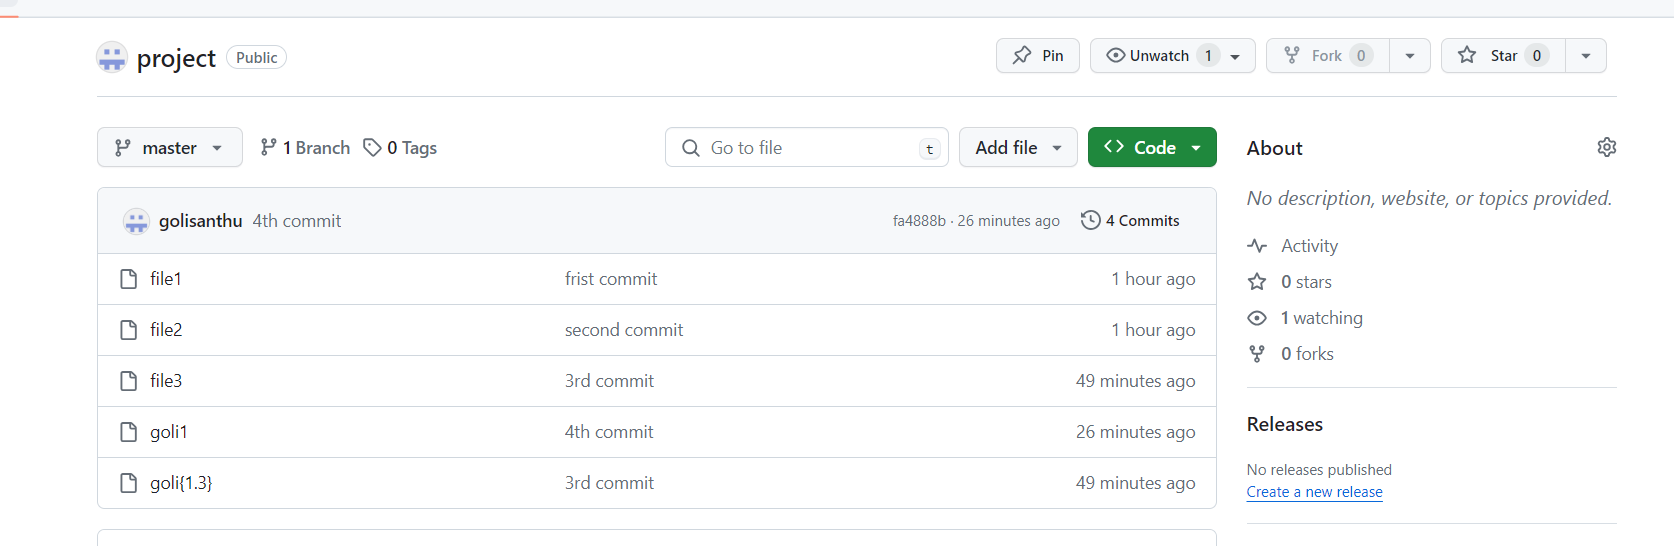 project Public Pin Unwatch 1 Fork 0 Star 0
master 1 Branch 0 Tags Go to file t Add file Code
golisanthu 4th commit fa4888b · 26 minutes ago 4 Commits
file1 frist commit 1 hour ago
file2 second commit 1 hour ago
file3 3rd commit 49 minutes ago
goli1 4th commit 26 minutes ago
goli{1.3} 3rd commit 49 minutes ago
About
No description, website, or topics provided.
Activity
0 stars
1 watching
0 forks
Releases
No releases published
Create a new release